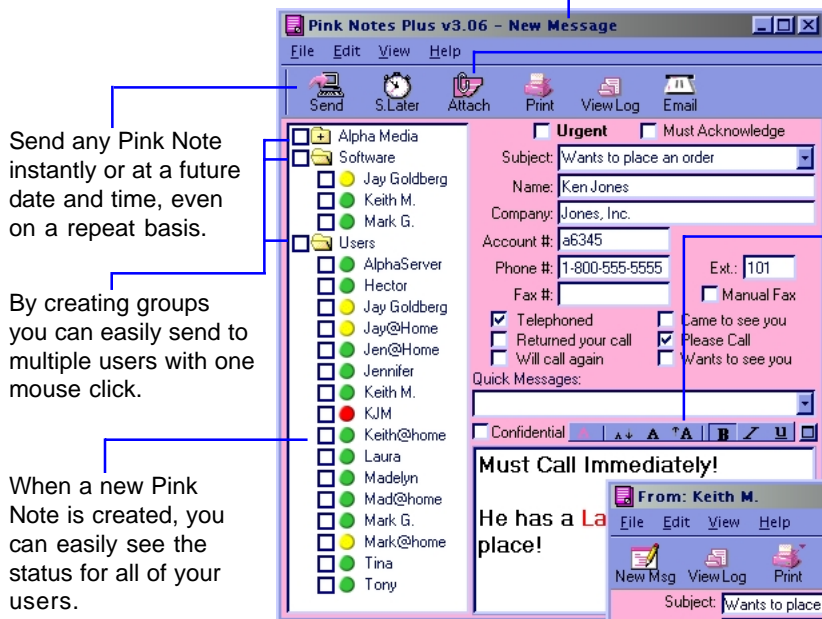 Pink Notes Plus v3.06 - New Message
File Edit View Help
Send S.Later Attach Print View Log Email
Send any Pink Note
instantly or at a future
date and time, even
on a repeat basis.
By creating groups
you can easily send to
multiple users with one
mouse click.
When a new Pink
Note is created, you
can easily see the
status for all of your
users.
Alpha Media
Software
Jay Goldberg
Keith M.
Mark G.
Users
AlphaServer
Hector
Jay Goldberg
Jay@Home
Jen@Home
Jennifer
Keith M.
KJM
Keith@home
Laura
Madelyn
Mad@home
Mark G.
Mark@home
Tina
Tony
Urgent Must Acknowledge
Subject: Wants to place an order
Name: Ken Jones
Company: Jones, Inc.
Account #: a6345
Phone #: 1-800-555-5555 Ext.: 101
Fax #: Manual Fax
Telephoned Came to see you
Returned your call Please Call
Will call again Wants to see you
Quick Messages:
Confidential A A A B I U
Must Call Immediately!
He has a La
place!
From: Keith M.
File Edit View Help
New Msg View Log Print
Subject: Wants to place